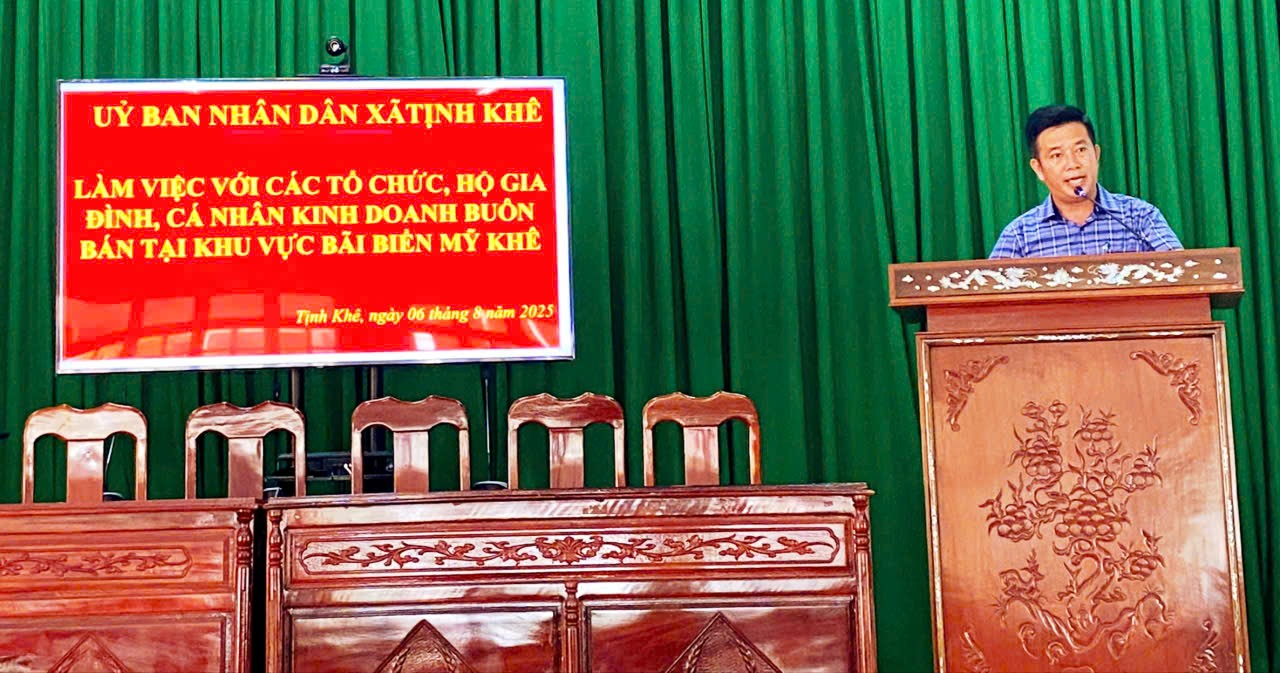 UỶ BAN NHÂN DÂN XÃTỊNH KHÊ
LÀM VIỆC VỚI CÁC TỔ CHỨC, HỘ GIA
ĐÌNH, CÁ NHÂN KINH DOANH BUÔN
BÁN TẠI KHU VỰC BÃI BIỂN MỸ KHÊ
Tịnh Khê, ngày 06 tháng 8 năm 2025